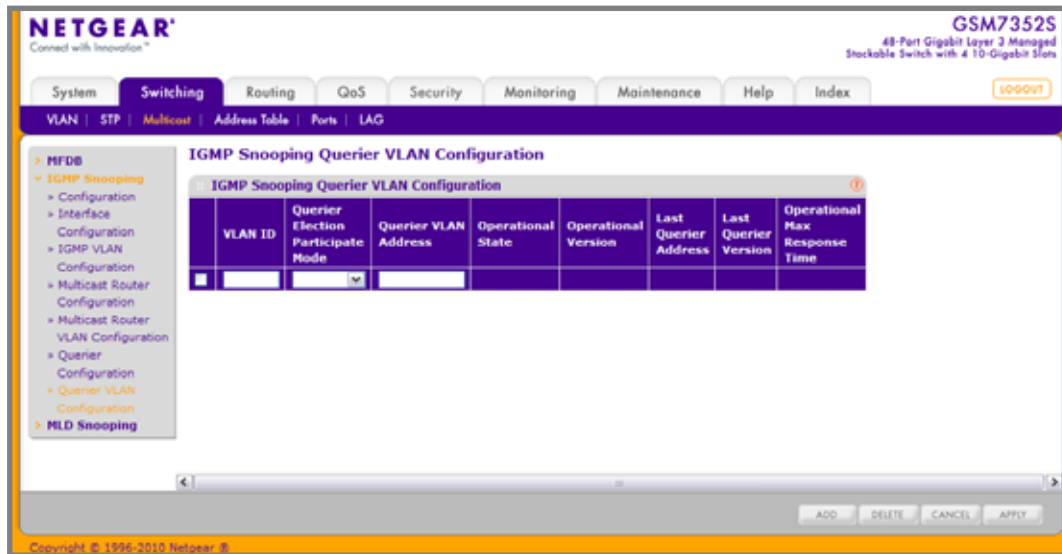 NETGEAR®
Connect with Innovation™
GSM7352S
48-Port Gigabit Layer 3 Managed
Stackable Switch with 4 10-Gigabit Slots
System Switching Routing QoS Security Monitoring Maintenance Help Index LOGOUT
VLAN | STP | Multicast | Address Table | Ports | LAG
MFDB
IGMP Snooping
» Configuration
» Interface
Configuration
» IGMP VLAN
Configuration
» Multicast Router
Configuration
» Multicast Router
VLAN Configuration
» Querier
Configuration
» Querier VLAN
Configuration
MLD Snooping
IGMP Snooping Querier VLAN Configuration
IGMP Snooping Querier VLAN Configuration ?
VLAN ID
Querier
Election
Participate
Mode
Querier VLAN
Address
Operational
State
Operational
Version
Last
Querier
Address
Last
Querier
Version
Operational
Max
Response
Time
ADD DELETE CANCEL APPLY
Copyright © 1996-2010 Netgear ®